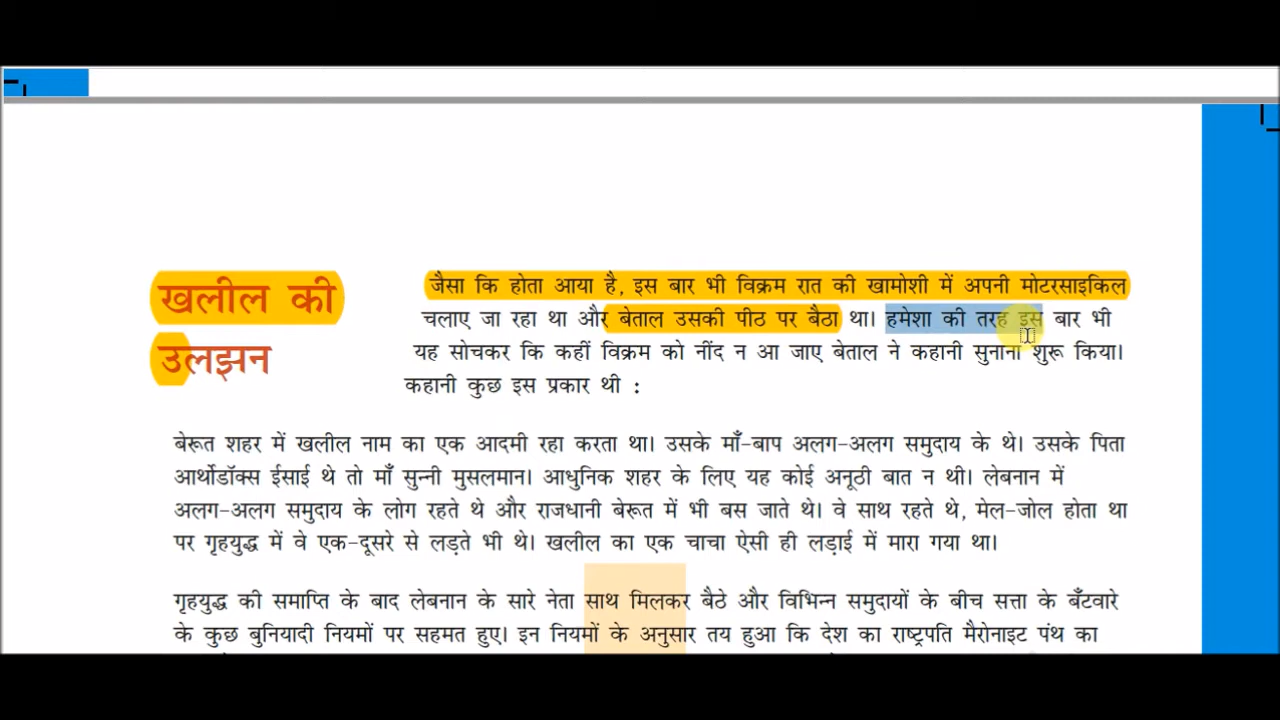 खलील की
उलझन
जैसा कि होता आया है, इस बार भी विक्रम रात की खामोशी में अपनी मोटरसाइकिल
चलाए जा रहा था और बेताल उसकी पीठ पर बैठा था। हमेशा की तरह इस बार भी
यह सोचकर कि कहीं विक्रम को नींद न आ जाए बेताल ने कहानी सुनाना शुरू किया।
कहानी कुछ इस प्रकार थी :
बेरूत शहर में खलील नाम का एक आदमी रहा करता था। उसके माँ-बाप अलग-अलग समुदाय के थे। उसके पिता
आर्थोडॉक्स ईसाई थे तो माँ सुन्नी मुसलमान। आधुनिक शहर के लिए यह कोई अनूठी बात न थी। लेबनान में
अलग-अलग समुदाय के लोग रहते थे और राजधानी बेरूत में भी बस जाते थे। वे साथ रहते थे, मेल-जोल होता था
पर गृहयुद्ध में वे एक-दूसरे से लड़ते भी थे। खलील का एक चाचा ऐसी ही लड़ाई में मारा गया था।
गृहयुद्ध की समाप्ति के बाद लेबनान के सारे नेता साथ मिलकर बैठे और विभिन्न समुदायों के बीच सत्ता के बँटवारे
के कुछ बुनियादी नियमों पर सहमत हुए। इन नियमों के अनुसार तय हुआ कि देश का राष्ट्रपति मैरोनाइट पंथ का